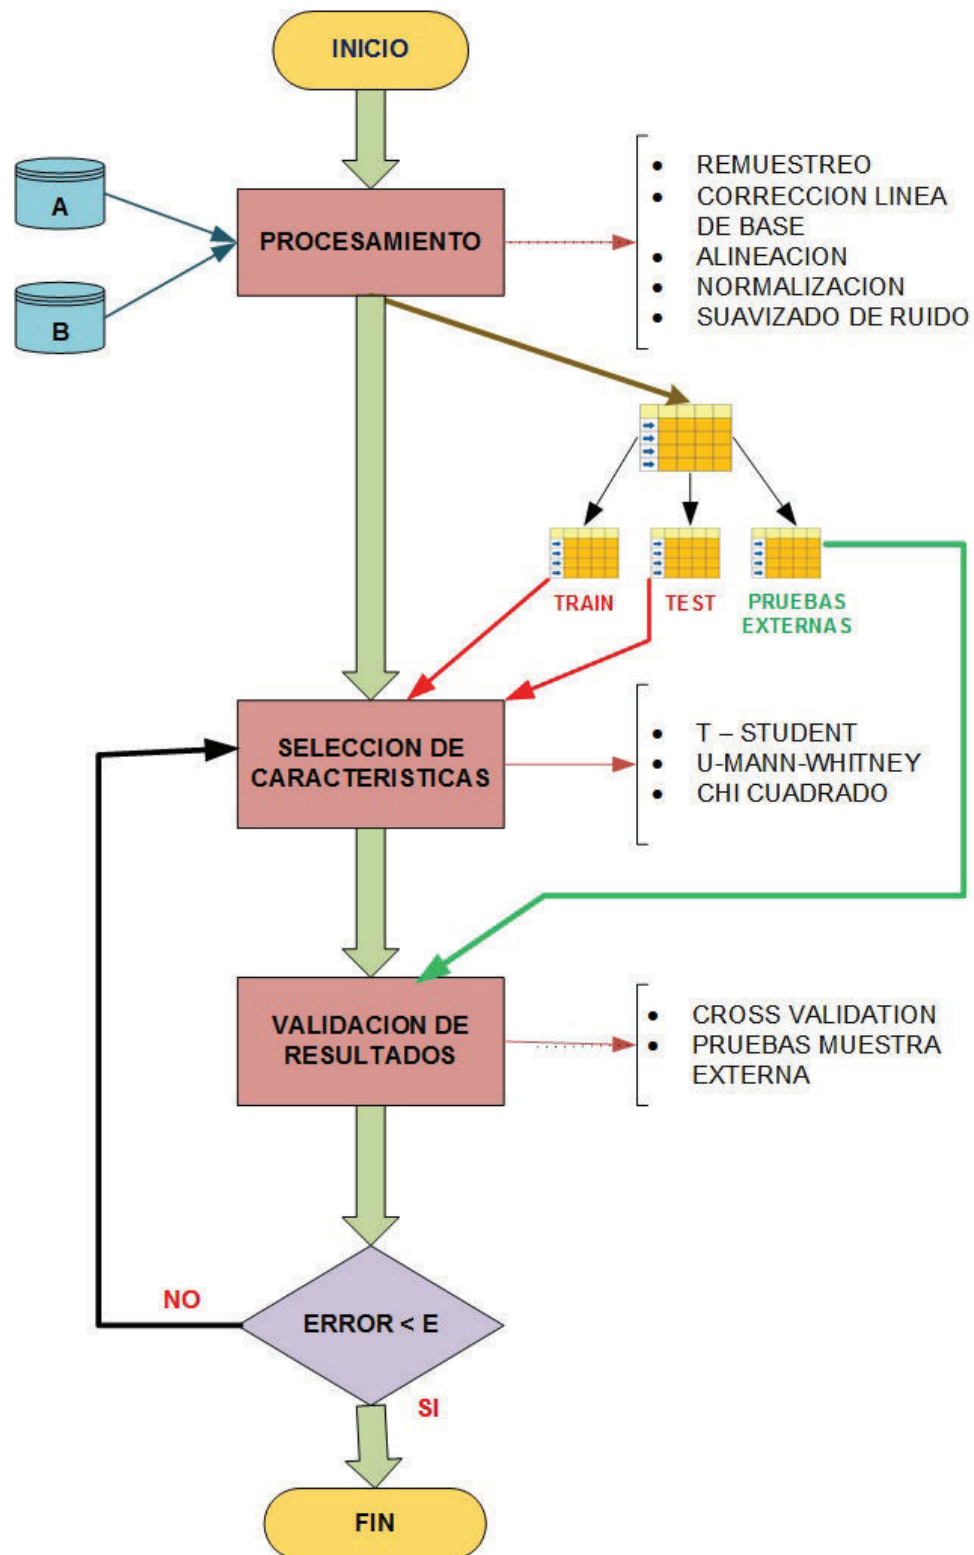 INICIO
A
B
PROCESAMIENTO
• REMUESTREO
• CORRECCION LINEA
DE BASE
• ALINEACION
• NORMALIZACION
• SUAVIZADO DE RUIDO
TRAIN
TEST
PRUEBAS
EXTERNAS
SELECCION DE
CARACTERISTICAS
• T – STUDENT
• U-MANN-WHITNEY
• CHI CUADRADO
VALIDACION DE
RESULTADOS
• CROSS VALIDATION
• PRUEBAS MUESTRA
EXTERNA
NO
ERROR < E
SI
FIN